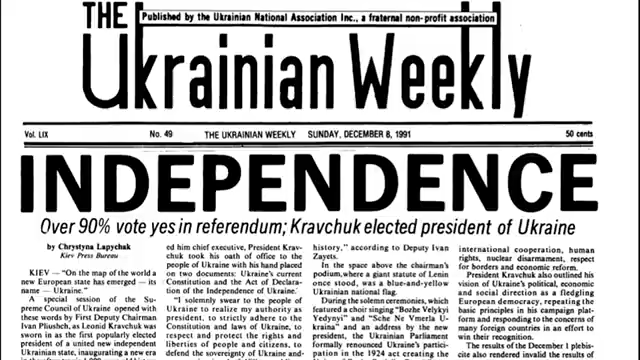 THE
Published by the Ukrainian National Association Inc., a fraternal non-profit association
Ukrainian Weekly
Vol. LIX No. 49 THE UKRAINIAN WEEKLY SUNDAY, DECEMBER 8, 1991 50 cents
INDEPENDENCE
Over 90% vote yes in referendum; Kravchuk elected president of Ukraine
by Chrystyna Lapychak
Kiev Press Bureau
KIEV — "On the map of the world a
new European state has emerged — its
name — Ukraine."
A special session of the Su-
preme Council of Ukraine opened with
these words by First Deputy Chairman
Ivan Pliushch, as Leonid Kravchuk was
sworn in as the first popularly elected
president of a united new independent
Ukrainian state, inaugurating a new era
ed him chief executive, President Krav-
chuk took his oath of office to the
people of Ukraine with his hand placed
on two documents: Ukraine's current
Constitution and the Act of Declara-
tion of the Independence of Ukraine.
"I solemnly swear to the people of
Ukraine to realize my authority as
president, to strictly adhere to the
Constitution and laws of Ukraine, to
respect and protect the rights and
liberties of people and citizens, to
defend the sovereignty of Ukraine and-
history," according to Deputy Ivan
Zayets.
In the space above the chairman's
podium, where a giant statue of Lenin
once stood, was a blue-and-yellow
Ukrainian national flag.
During the solemn ceremonies, which
featured a choir singing "Bozhe Velykyi
Yedynyi" and "Sche Ne Vmerla U-
kraina" and an address by the new
president, the Ukrainian Parliament
formally renounced Ukraine's partici-
pation in the 1924 act creating the
international cooperation, human
rights, nuclear disarmament, respect
for borders and economic reform.
President Kravchuk also outlined his
vision of Ukraine's political, economic
and social direction as a fledgling
European democracy, repeating the
basic principles in his campaign plat-
form and responding to the concerns of
many foreign countries in an effort to
win their recognition.
The results of the December 1 plebis-
cite also rendered invalid the results of